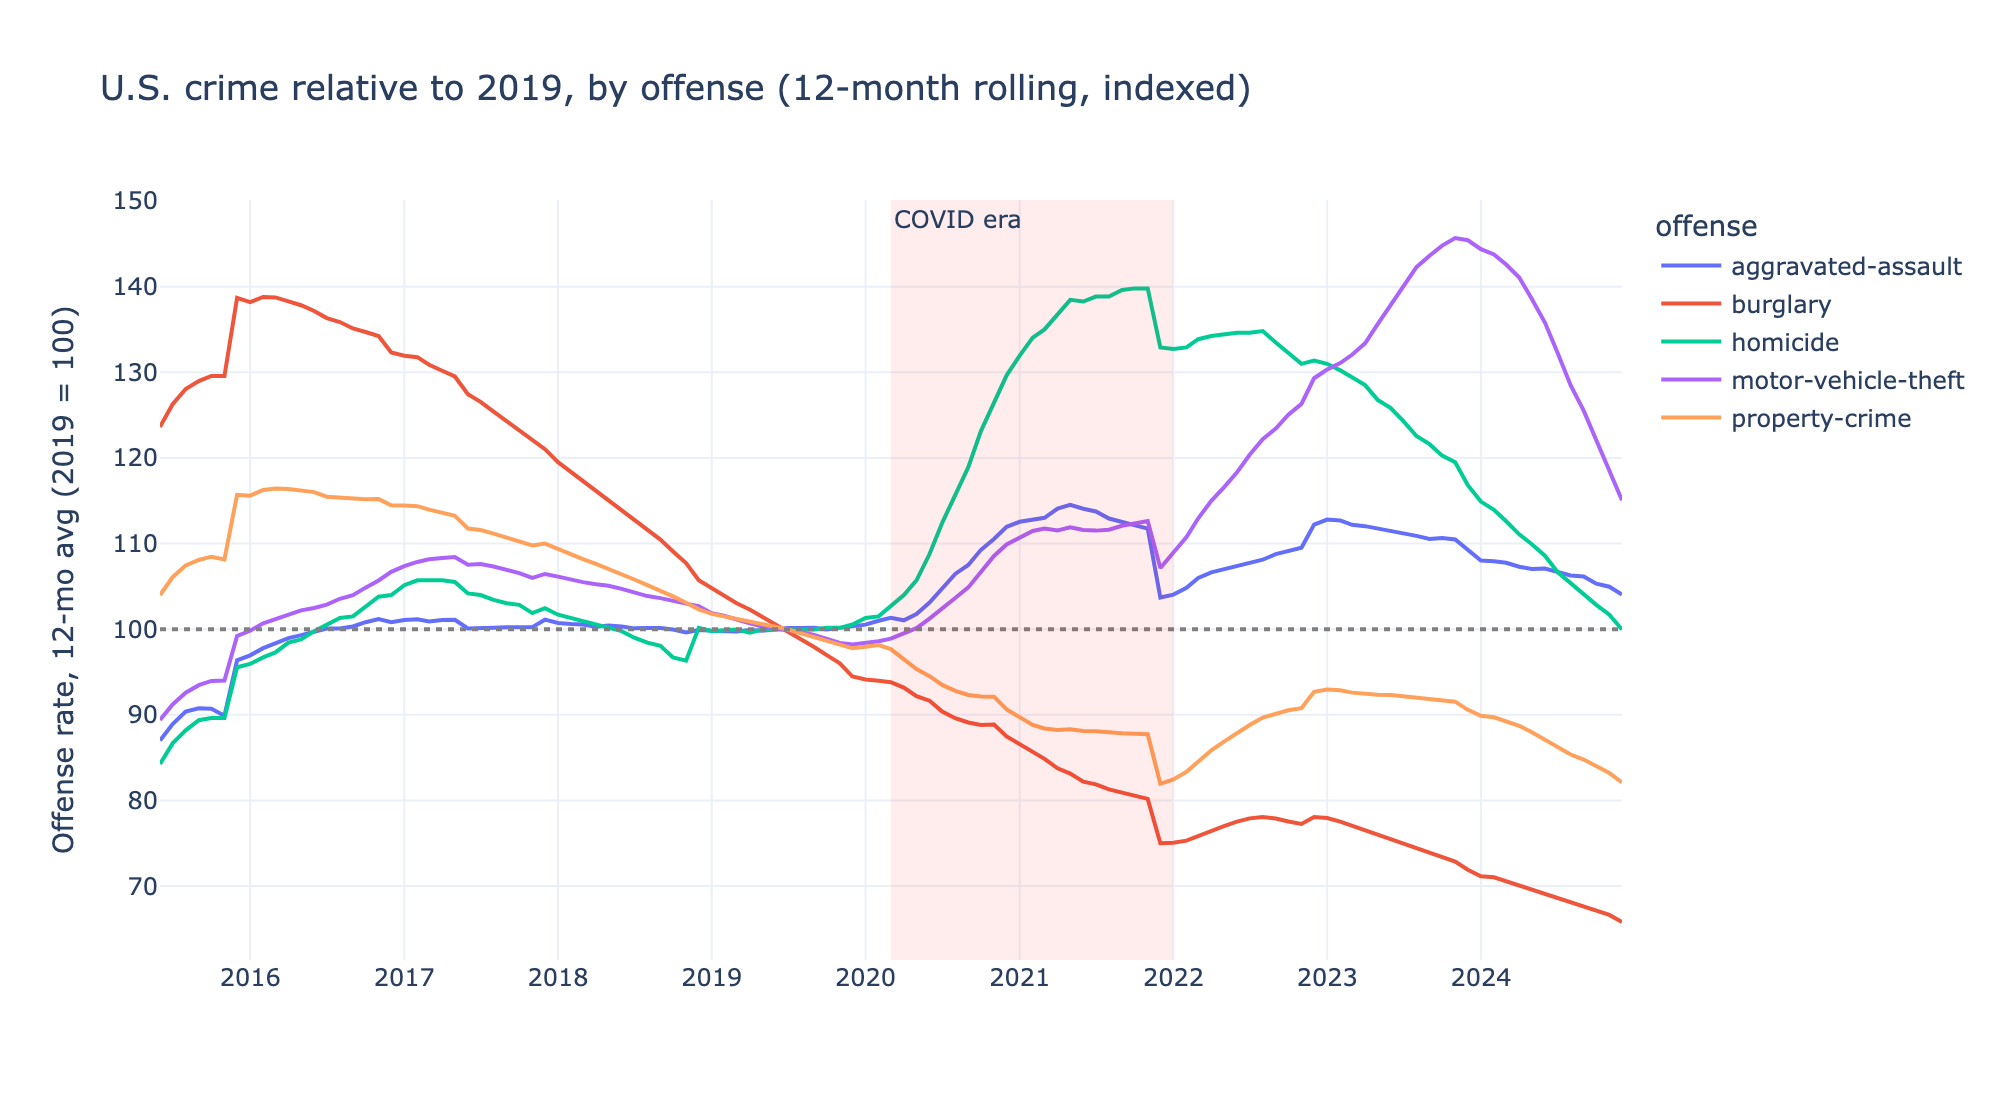 U.S. crime relative to 2019, by offense (12-month rolling, indexed)
Offense rate, 12-mo avg (2019 = 100)
150
140
130
120
110
100
90
80
70
COVID era
2016
2017
2018
2019
2020
2021
2022
2023
2024
offense
aggravated-assault
burglary
homicide
motor-vehicle-theft
property-crime